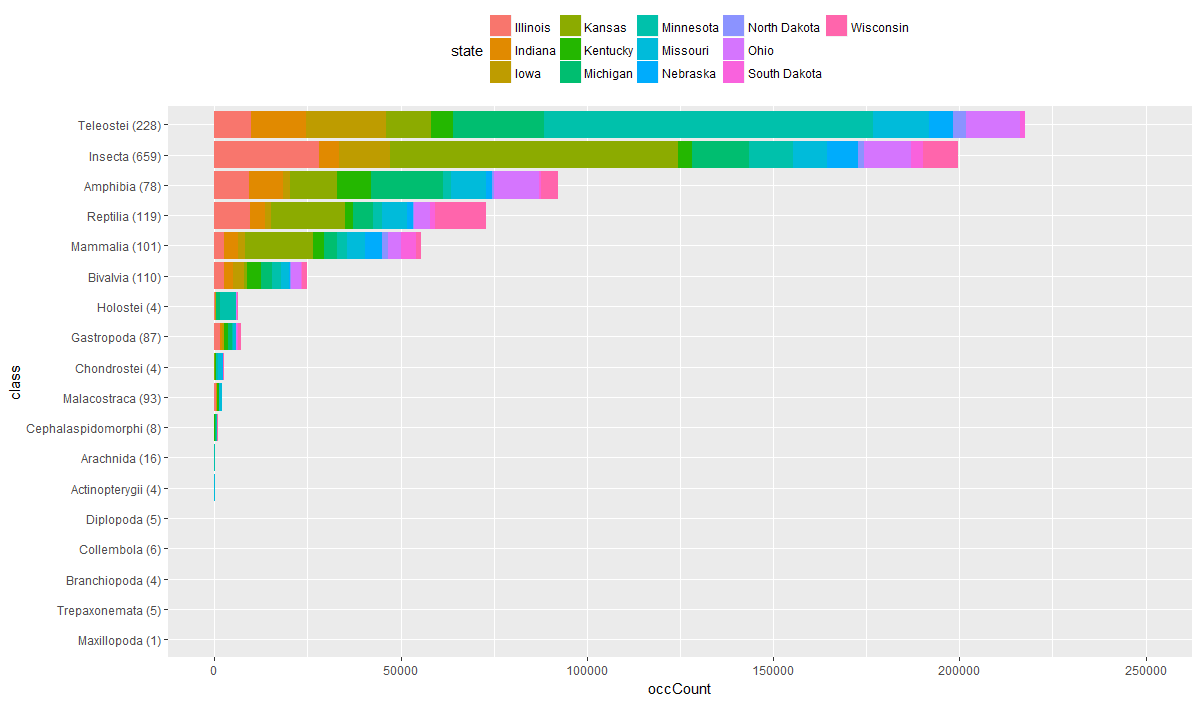 state
Illinois Kansas Minnesota North Dakota Wisconsin
Indiana Kentucky Missouri Ohio
Iowa Michigan Nebraska South Dakota
class
Teleostei (228)
Insecta (659)
Amphibia (78)
Reptilia (119)
Mammalia (101)
Bivalvia (110)
Holostei (4)
Gastropoda (87)
Chondrostei (4)
Malacostraca (93)
Cephalaspidomorphi (8)
Arachnida (16)
Actinopterygii (4)
Diplopoda (5)
Collembola (6)
Branchiopoda (4)
Trepaxonemata (5)
Maxillopoda (1)
0 50000 100000 150000 200000 250000
occCount